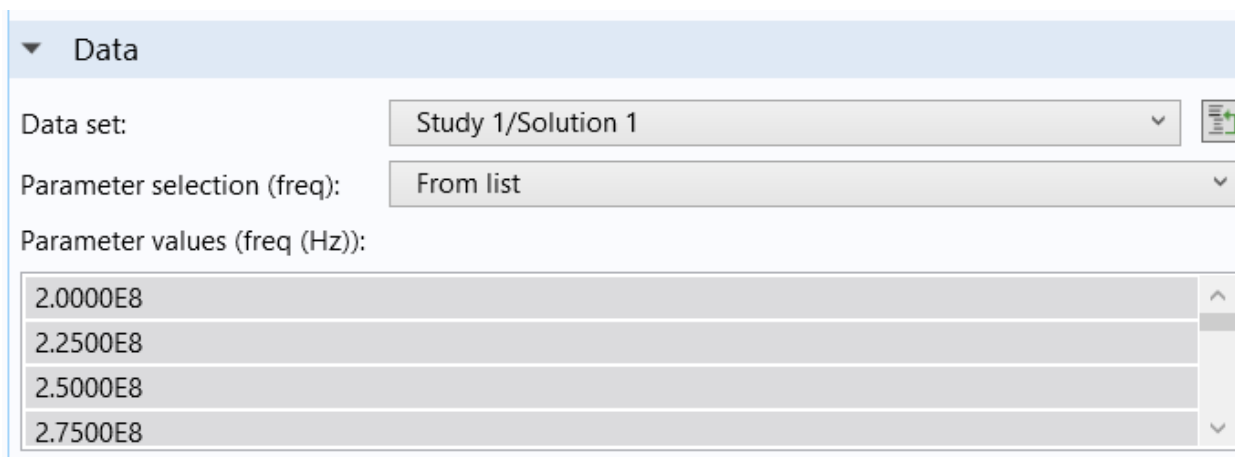 Data
Data set: Study 1/Solution 1
Parameter selection (freq): From list
Parameter values (freq (Hz)):
2.0000E8
2.2500E8
2.5000E8
2.7500E8